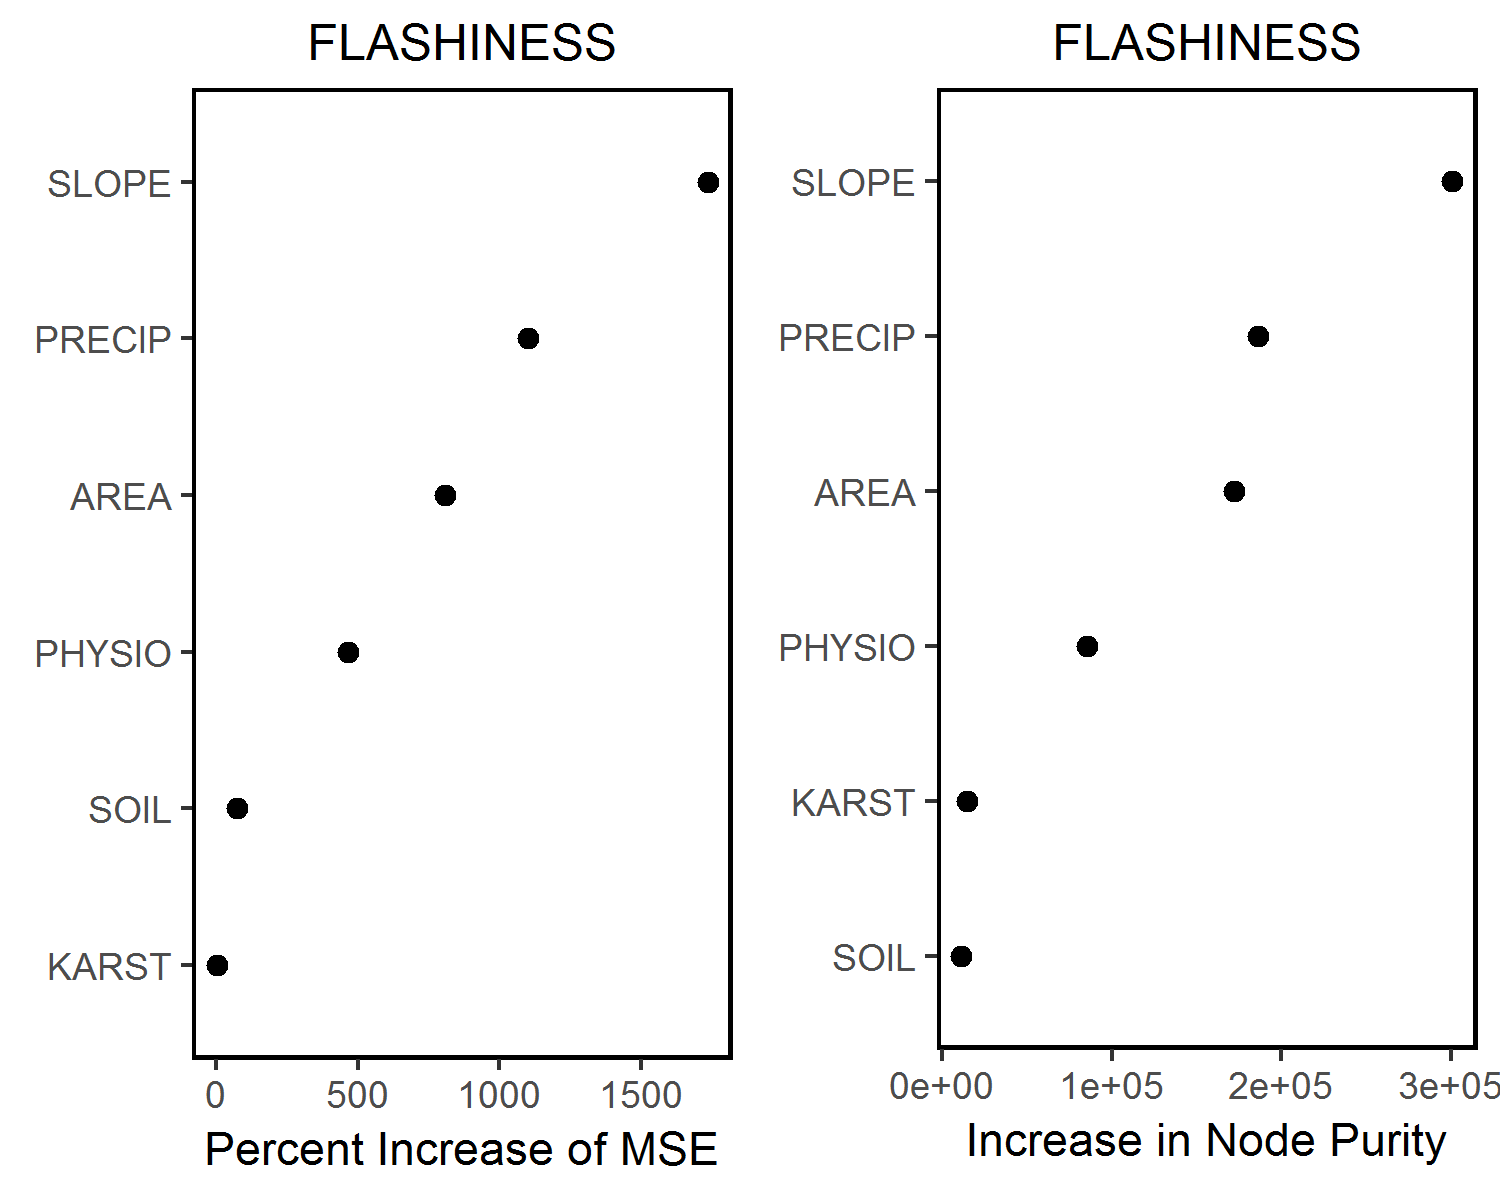 FLASHINESS
SLOPE
PRECIP
AREA
PHYSIO
SOIL
KARST
0 500 1000 1500
Percent Increase of MSE
FLASHINESS
SLOPE
PRECIP
AREA
PHYSIO
KARST
SOIL
0e+00 1e+05 2e+05 3e+05
Increase in Node Purity